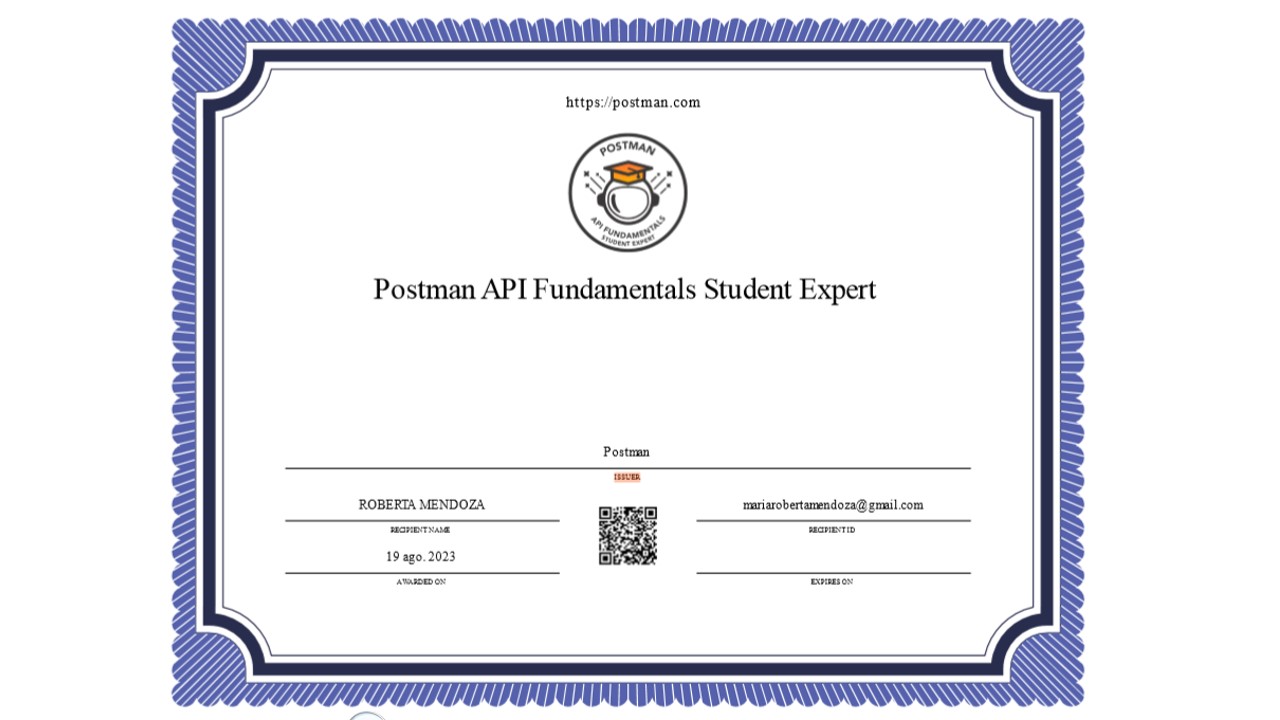 https://postman.com
POSTMAN
API FUNDAMENTALS
STUDENT EXPERT
Postman API Fundamentals Student Expert
Postman
ISSUER
ROBERTA MENDOZA
RECIPIENT NAME
mariarobertamendoza@gmail.com
RECIPIENT ID
19 ago. 2023
AWARDED ON
EXPIRES ON